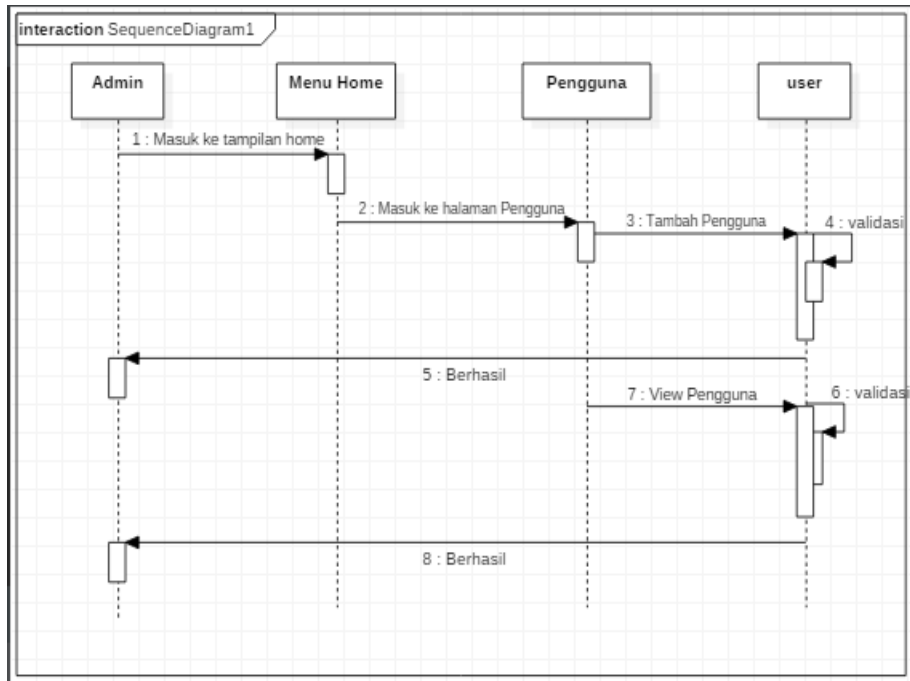 interaction SequenceDiagram1
Admin
Menu Home
Pengguna
user
1 : Masuk ke tampilan home
2 : Masuk ke halaman Pengguna
3 : Tambah Pengguna
4 : validasi
5 : Berhasil
6 : validasi
7 : View Pengguna
8 : Berhasil